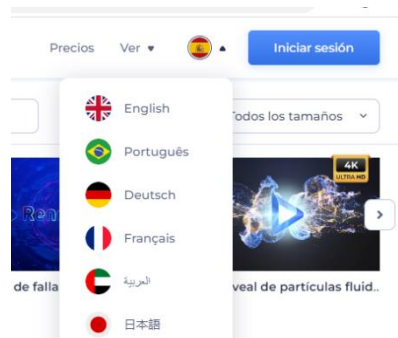 Precios Ver Iniciar sesión
English
Todos los tamaños
Português
4K
ULTRA HD
Deutsch
Ren
Français
de falla
veal de partículas fluid..
العربية
日本語